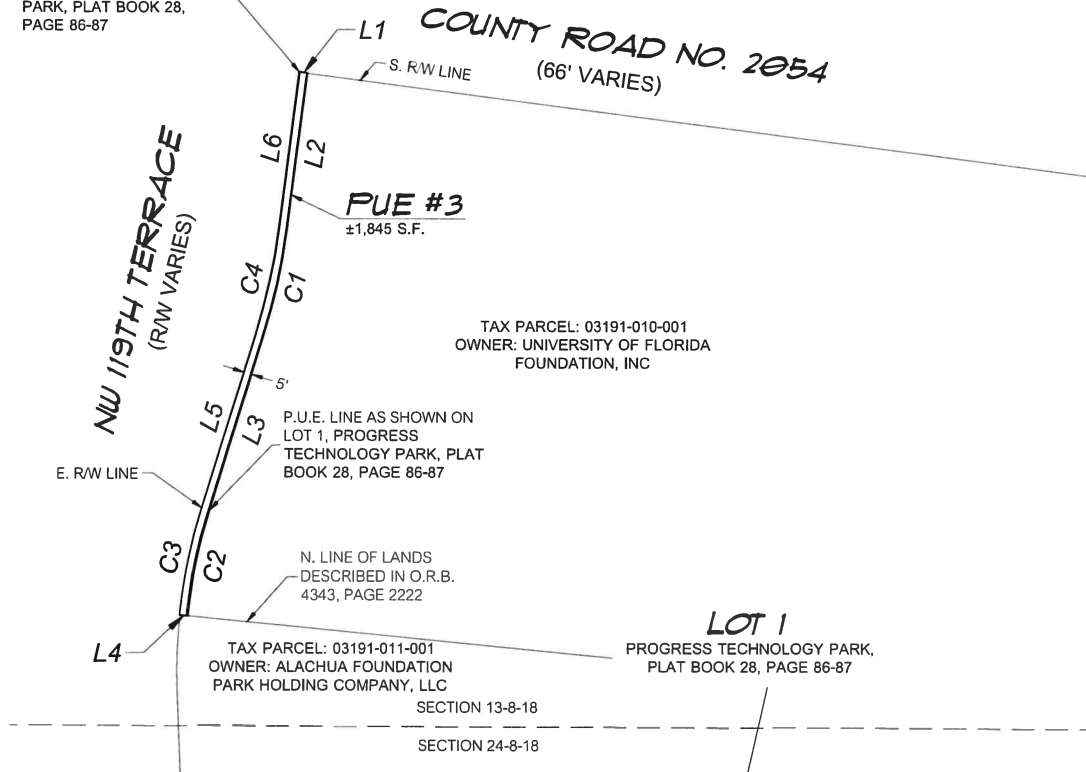 PARK, PLAT BOOK 28,
PAGE 86-87
L1
COUNTY ROAD NO. 2054
(66' VARIES)
S. R/W LINE
L6
L2
PUE #3
±1,845 S.F.
NW 119TH TERRACE
(R/W VARIES)
C4
C1
TAX PARCEL: 03191-010-001
OWNER: UNIVERSITY OF FLORIDA
FOUNDATION, INC
5'
L5
L3
P.U.E. LINE AS SHOWN ON
LOT 1, PROGRESS
TECHNOLOGY PARK, PLAT
BOOK 28, PAGE 86-87
E. R/W LINE
C3
C2
N. LINE OF LANDS
DESCRIBED IN O.R.B.
4343, PAGE 2222
L4
TAX PARCEL: 03191-011-001
OWNER: ALACHUA FOUNDATION
PARK HOLDING COMPANY, LLC
LOT 1
PROGRESS TECHNOLOGY PARK,
PLAT BOOK 28, PAGE 86-87
SECTION 13-8-18
SECTION 24-8-18